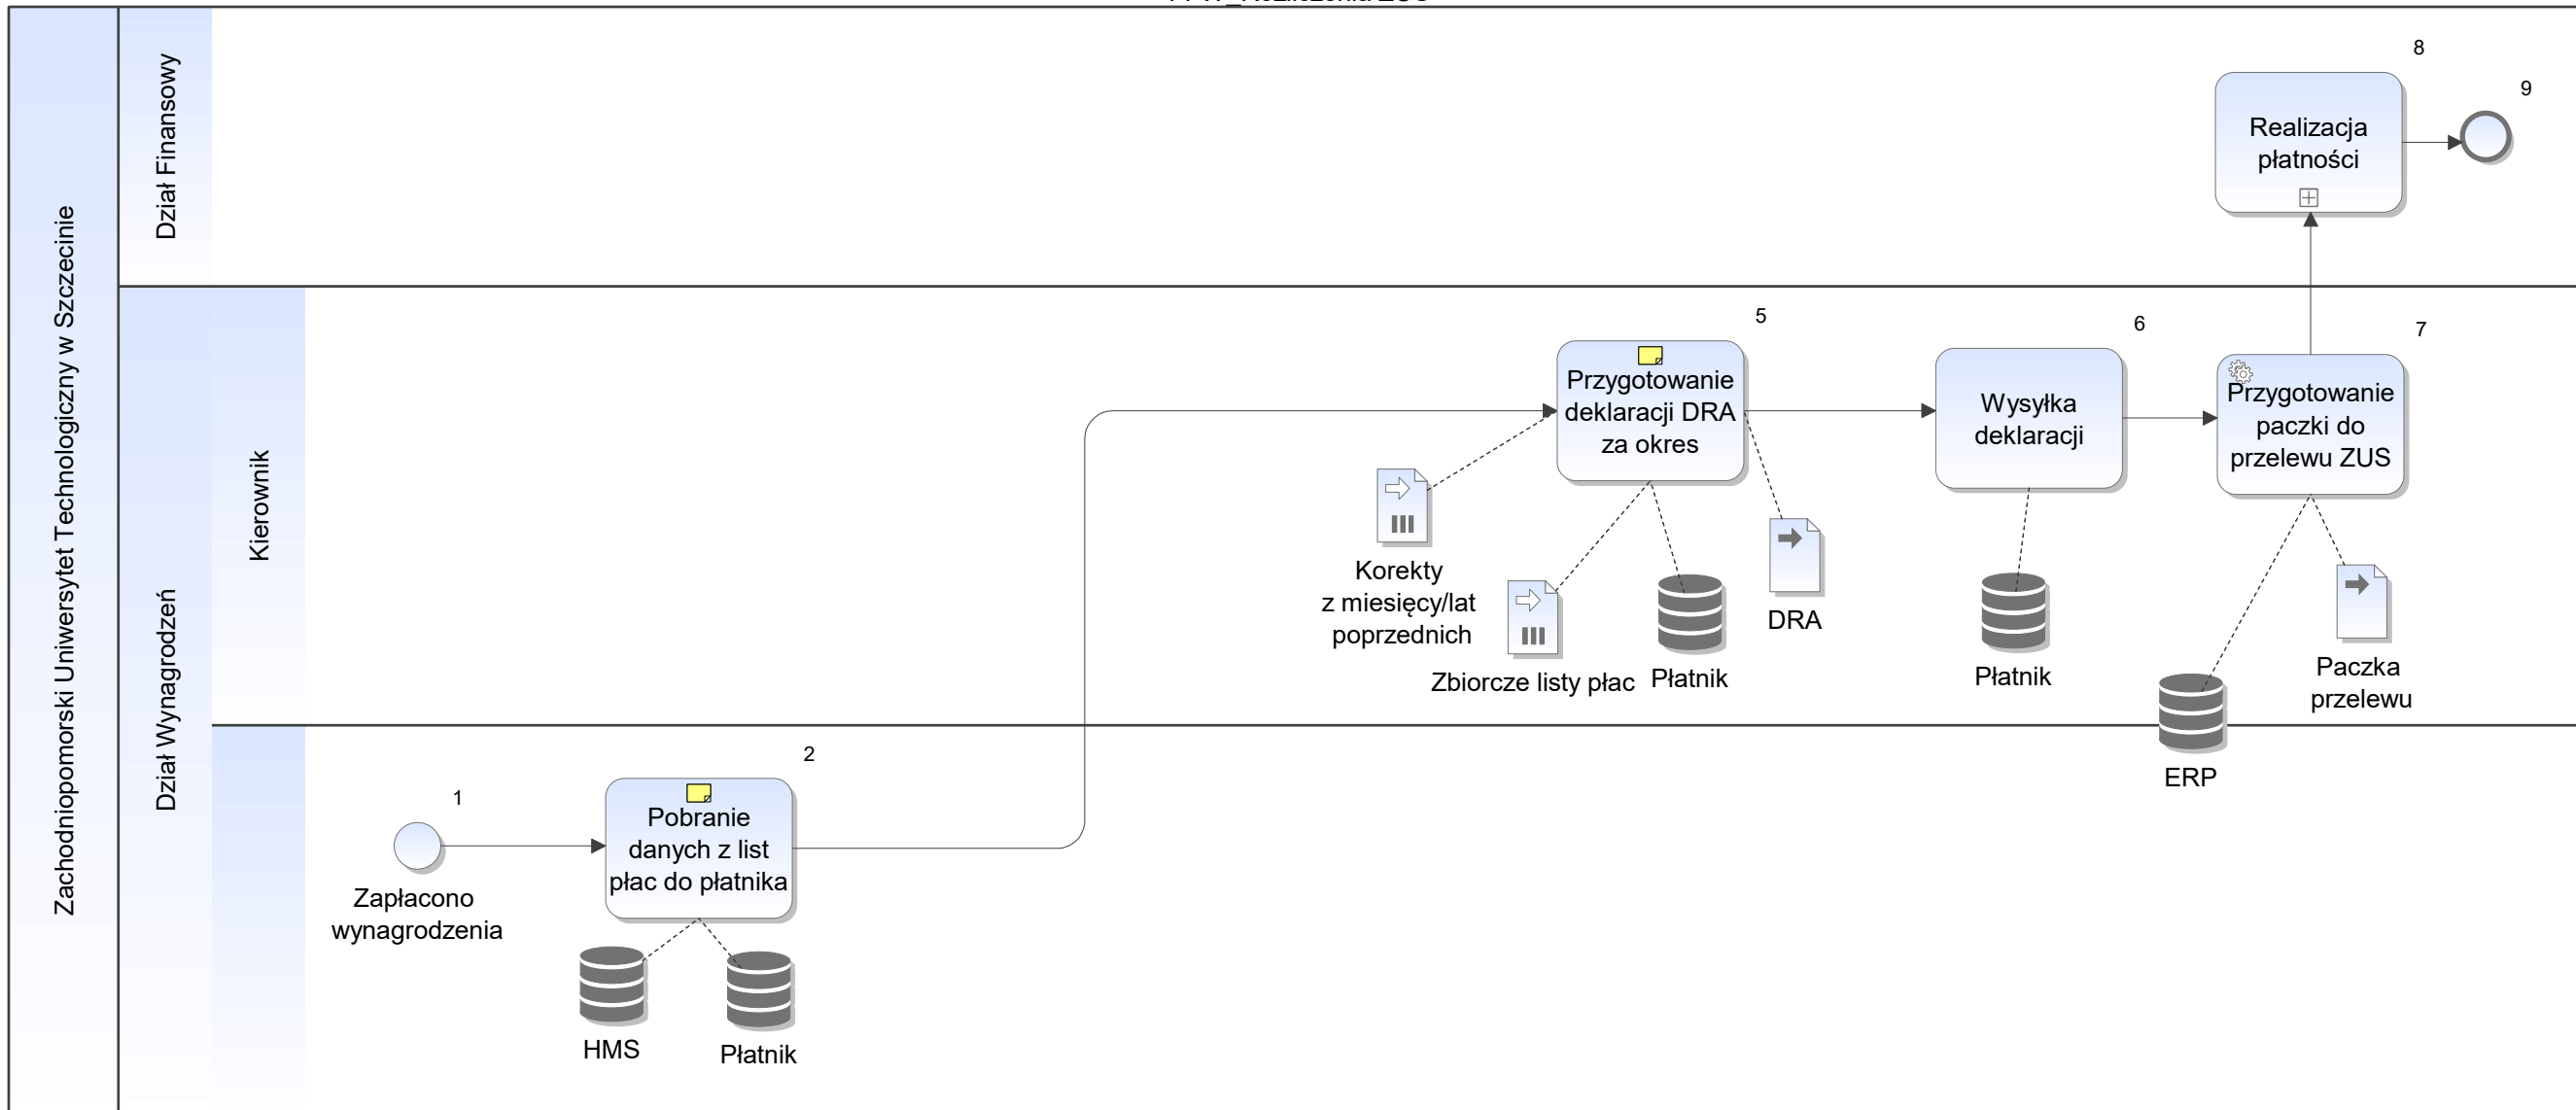 Zachodniopomorski Uniwersytet Technologiczny w Szczecinie
Dział Finansowy
8
Realizacja
płatności
9
Dział Wynagrodzeń
Kierownik
5
Przygotowanie
deklaracji DRA
za okres
6
Wysyłka
deklaracji
7
Przygotowanie
paczki do
przelewu ZUS
Korekty
z miesięcy/lat
poprzednich
Zbiorcze listy płac
Płatnik
DRA
Płatnik
ERP
Paczka
przelewu
1
Zapłacono
wynagrodzenia
2
Pobranie
danych z list
płac do płatnika
HMS
Płatnik